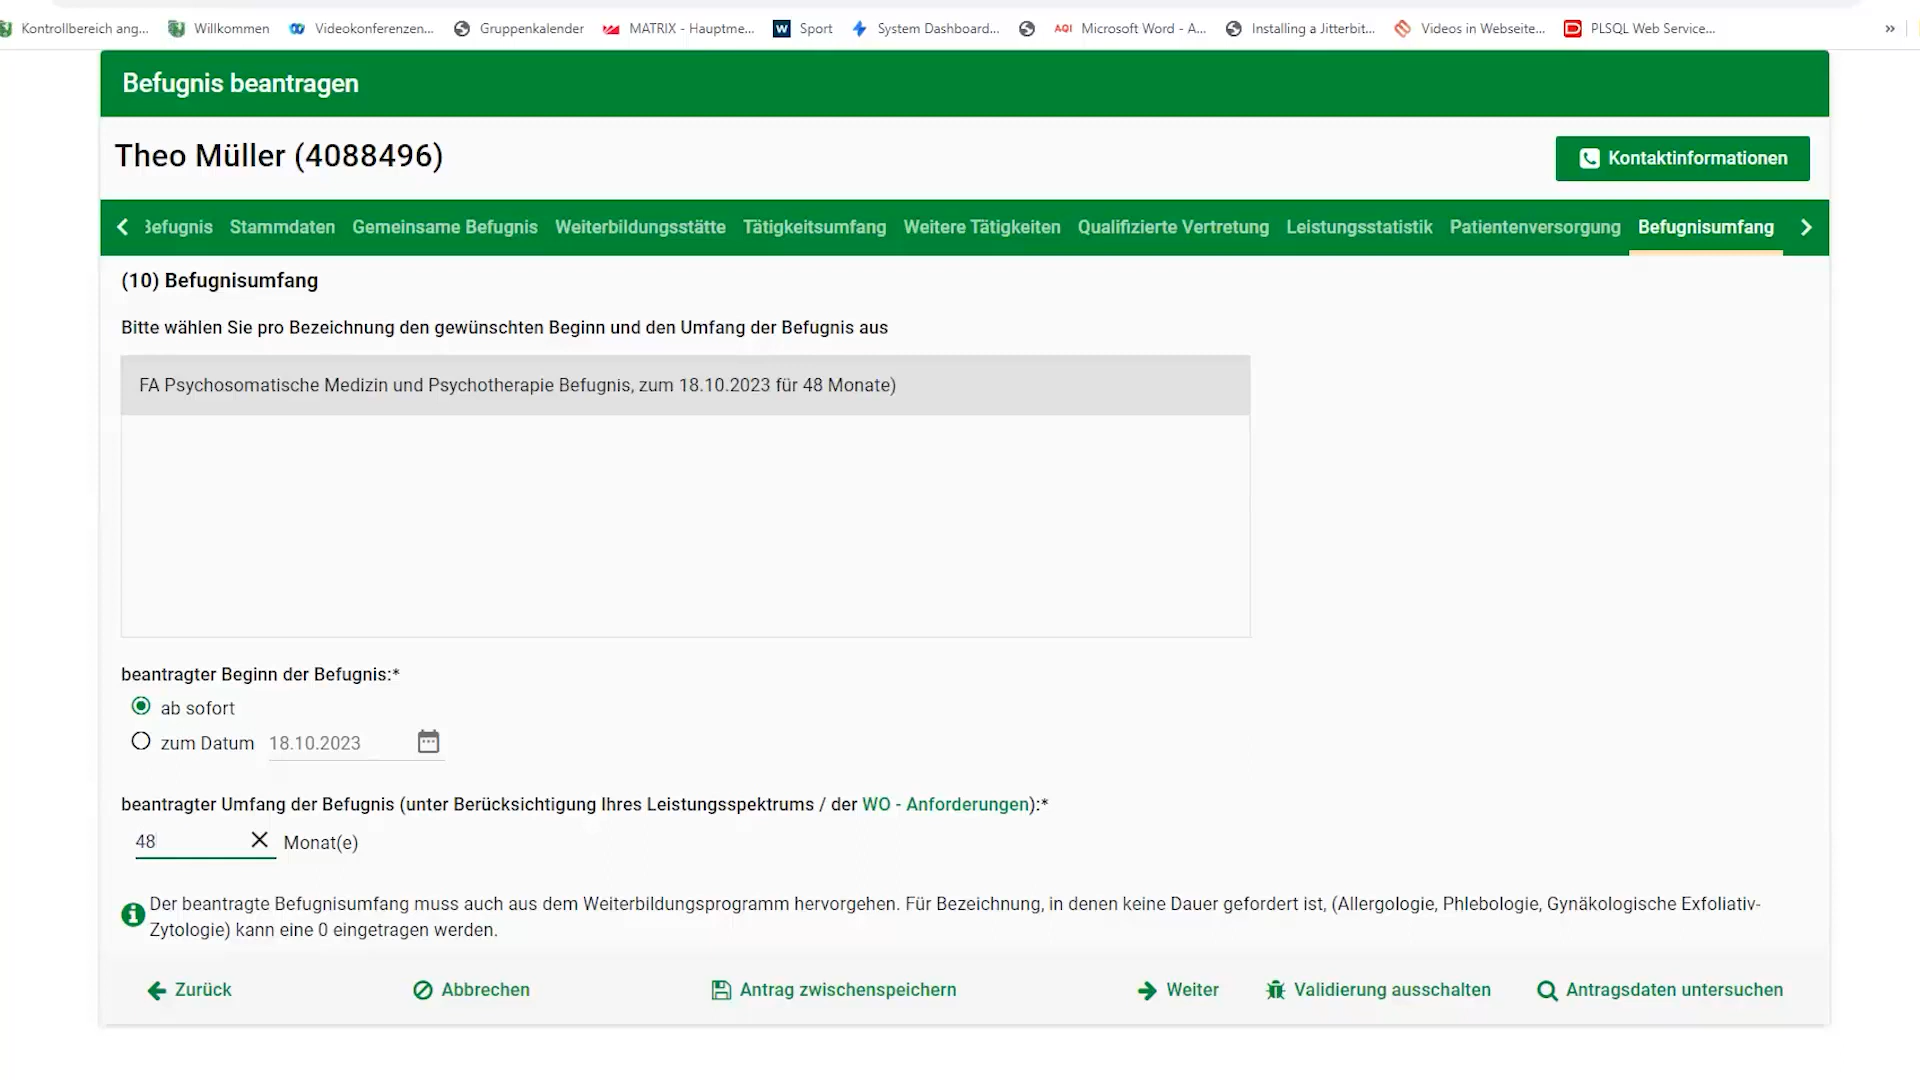 Kontrollbereich ang... Willkommen Videokonferenzen... Gruppenkalender MATRIX - Hauptme... W Sport System Dashboard... AQI Microsoft Word - A... Installing a Jitterbit... Videos in Webseite... PLSQL Web Service... »
Befugnis beantragen
Theo Müller (4088496)
Kontaktinformationen
Befugnis Stammdaten Gemeinsame Befugnis Weiterbildungsstätte Tätigkeitsumfang Weitere Tätigkeiten Qualifizierte Vertretung Leistungsstatistik Patientenversorgung Befugnisumfang
(10) Befugnisumfang
Bitte wählen Sie pro Bezeichnung den gewünschten Beginn und den Umfang der Befugnis aus
FA Psychosomatische Medizin und Psychotherapie Befugnis, zum 18.10.2023 für 48 Monate)
beantragter Beginn der Befugnis:*
ab sofort
zum Datum 18.10.2023
beantragter Umfang der Befugnis (unter Berücksichtigung Ihres Leistungsspektrums / der WO - Anforderungen):*
48 Monat(e)
Der beantragte Befugnisumfang muss auch aus dem Weiterbildungsprogramm hervorgehen. Für Bezeichnung, in denen keine Dauer gefordert ist, (Allergologie, Phlebologie, Gynäkologische Exfoliativ-
Zytologie) kann eine 0 eingetragen werden.
Zurück Abbrechen Antrag zwischenspeichern Weiter Validierung ausschalten Antragsdaten untersuchen